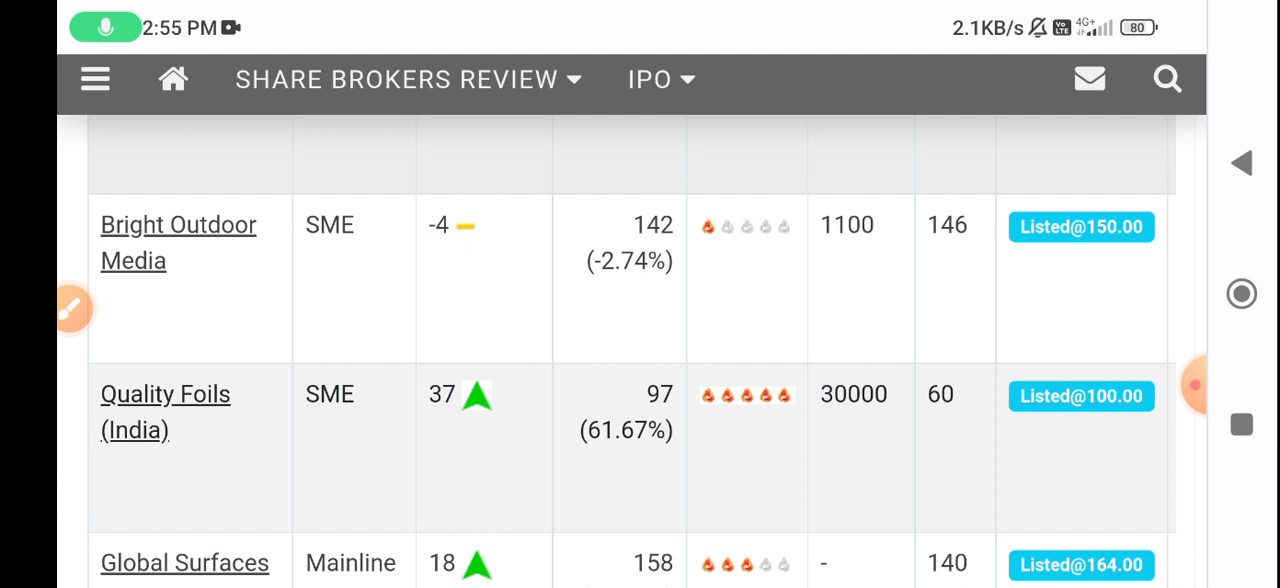 2:55 PM 2.1KB/s VoLTE 4G+ 80
SHARE BROKERS REVIEW IPO
Bright Outdoor Media SME -4 142 (-2.74%) 1100 146 Listed@150.00
Quality Foils (India) SME 37 97 (61.67%) 30000 60 Listed@100.00
Global Surfaces Mainline 18 158 - 140 Listed@164.00